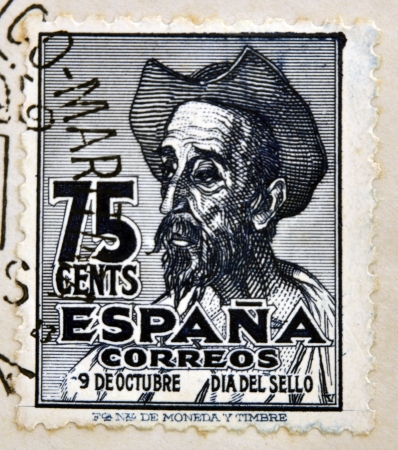 75
CENTS
ESPAÑA
CORREOS
9 DE OCTUBRE DIA DEL SELLO
Fca Nal DE MONEDA Y TIMBRE